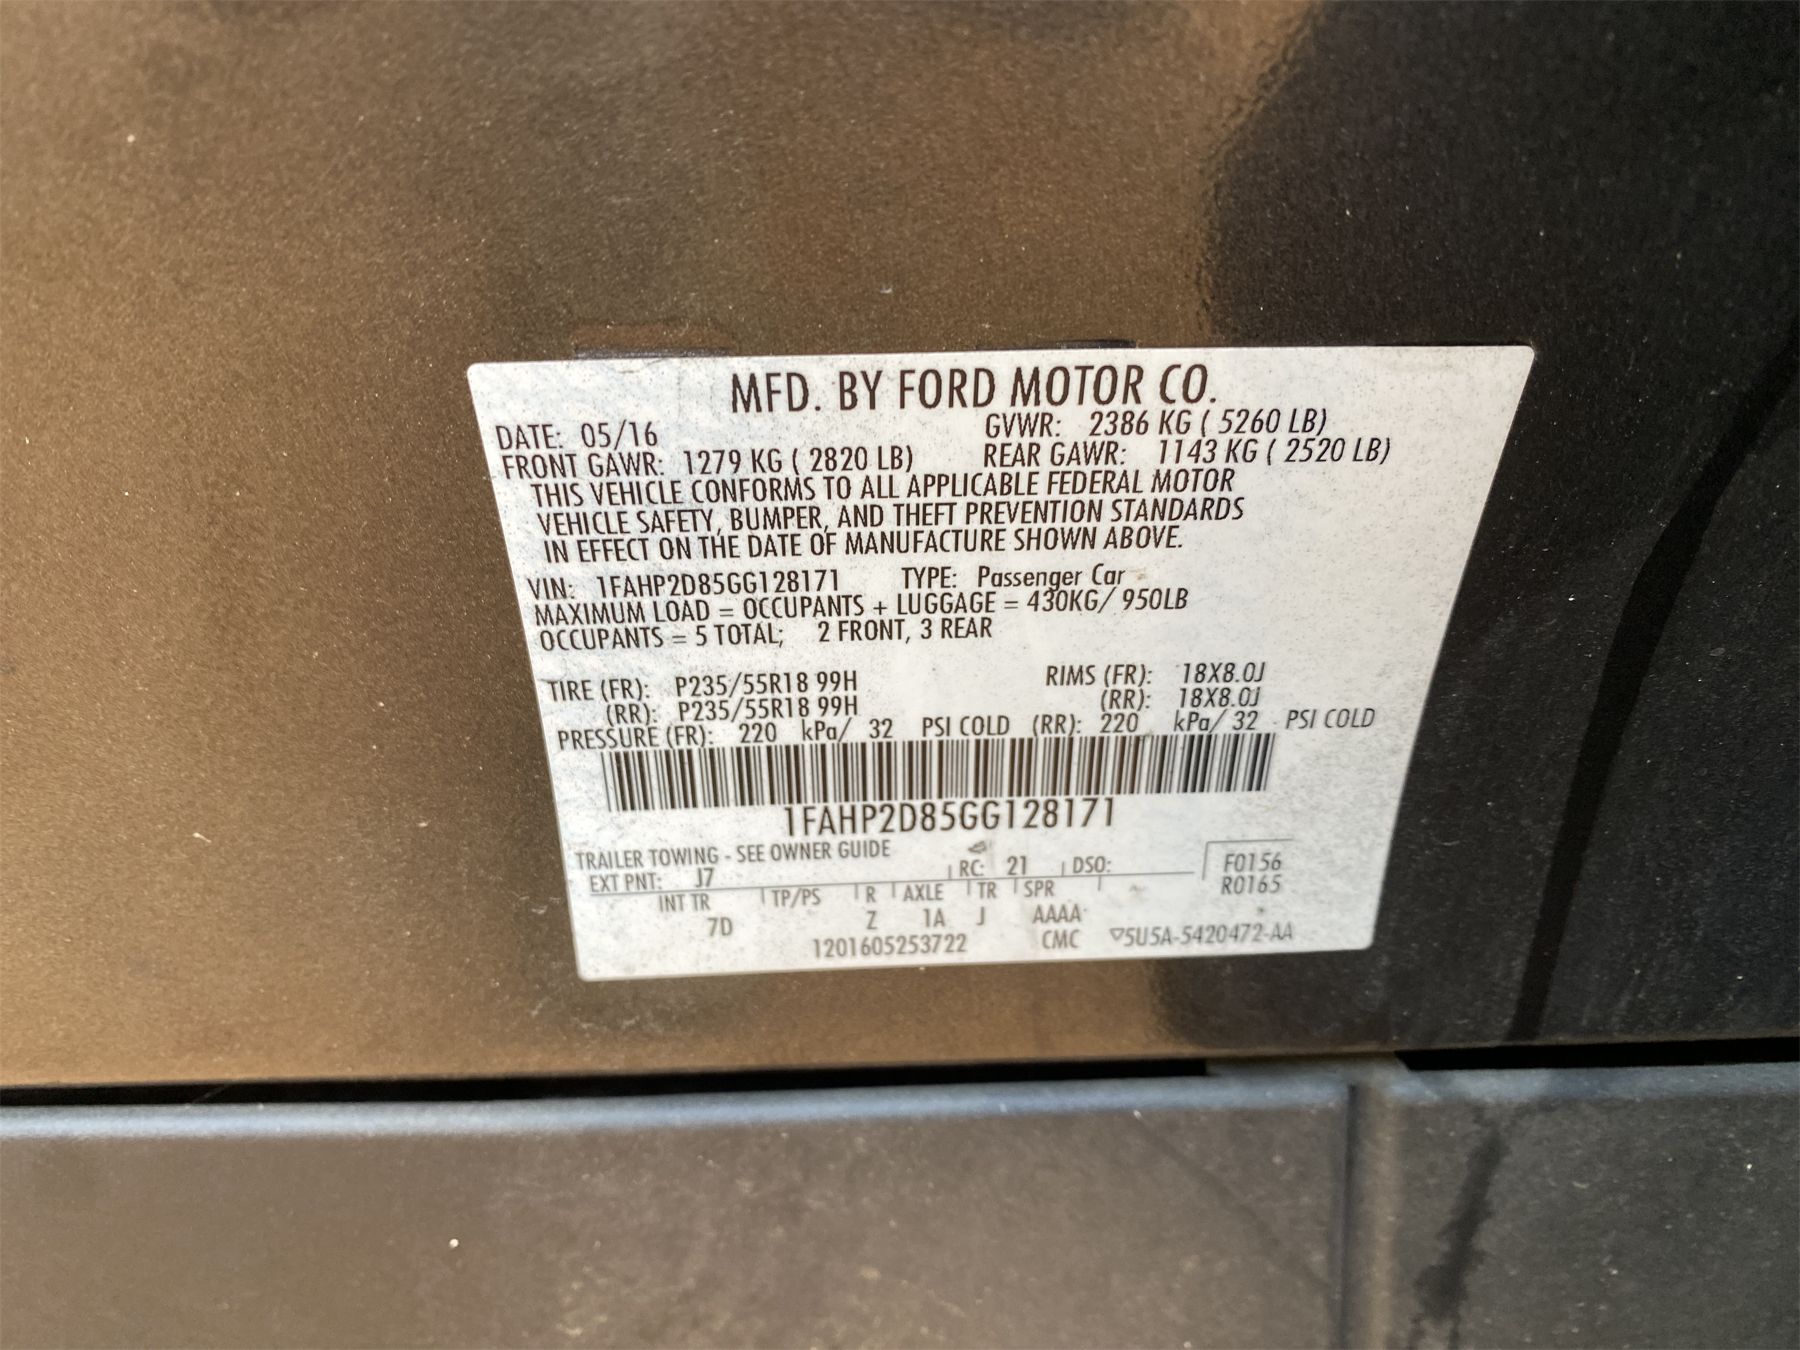 MFD. BY FORD MOTOR CO.
DATE: 05/16 GVWR: 2386 KG ( 5260 LB)
FRONT GAWR: 1279 KG ( 2820 LB) REAR GAWR: 1143 KG ( 2520 LB)
THIS VEHICLE CONFORMS TO ALL APPLICABLE FEDERAL MOTOR
VEHICLE SAFETY, BUMPER, AND THEFT PREVENTION STANDARDS
IN EFFECT ON THE DATE OF MANUFACTURE SHOWN ABOVE.
VIN: 1FAHP2D85GG128171 TYPE: Passenger Car
MAXIMUM LOAD = OCCUPANTS + LUGGAGE = 430KG/ 950LB
OCCUPANTS = 5 TOTAL; 2 FRONT, 3 REAR
TIRE (FR): P235/55R18 99H RIMS (FR): 18X8.0J
(RR): P235/55R18 99H (RR): 18X8.0J
PRESSURE (FR): 220 kPa/ 32 PSI COLD (RR): 220 kPa/ 32 PSI COLD
1FAHP2D85GG128171
TRAILER TOWING - SEE OWNER GUIDE
EXT PNT: J7 RC: 21 DSO: F0156
INT TR TP/PS R AXLE TR SPR R0165
7D Z 1A J AAAA
1201605253722 CMC ▽5U5A-5420472-AA